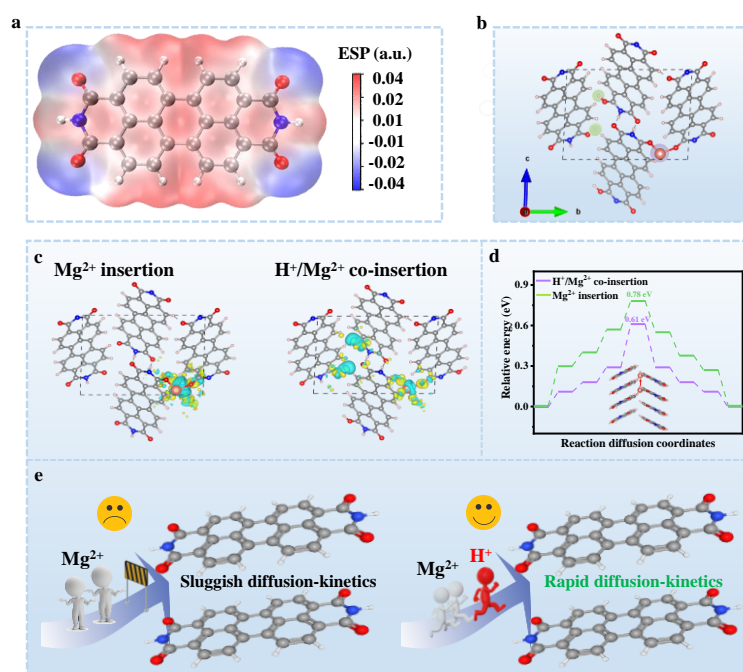 a
ESP (a.u.)
0.04
0.02
0.01
-0.01
-0.02
-0.04
b
c
b
c
Mg²⁺ insertion
H⁺/Mg²⁺ co-insertion
d
Relative energy (eV)
0.9
0.6
0.3
0.0
H⁺/Mg²⁺ co-insertion
Mg²⁺ insertion
0.78 eV
0.61 eV
Reaction diffusion coordinates
e
Mg²⁺
Sluggish diffusion-kinetics
Mg²⁺
H⁺
Rapid diffusion-kinetics